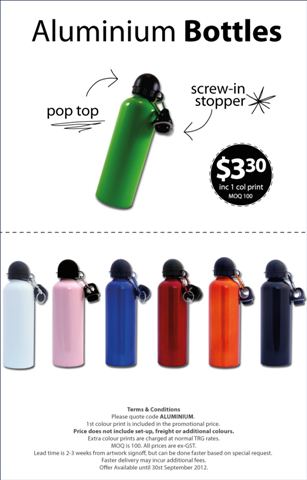 Aluminium Bottles
pop top
screw-in
stopper
$3.30
inc 1 col print
MOQ 100
Terms & Conditions
Please quote code ALUMINIUM.
1st colour print is included in the promotional price.
Price does not include set-up, freight or additional colours.
Extra colour prints are charged at normal TRG rates.
MOQ is 100. All prices are ex-GST.
Lead time is 2-3 weeks from artwork signoff, but can be done faster based on special request.
Faster delivery may incur additional fees.
Offer Available until 30st September 2012.